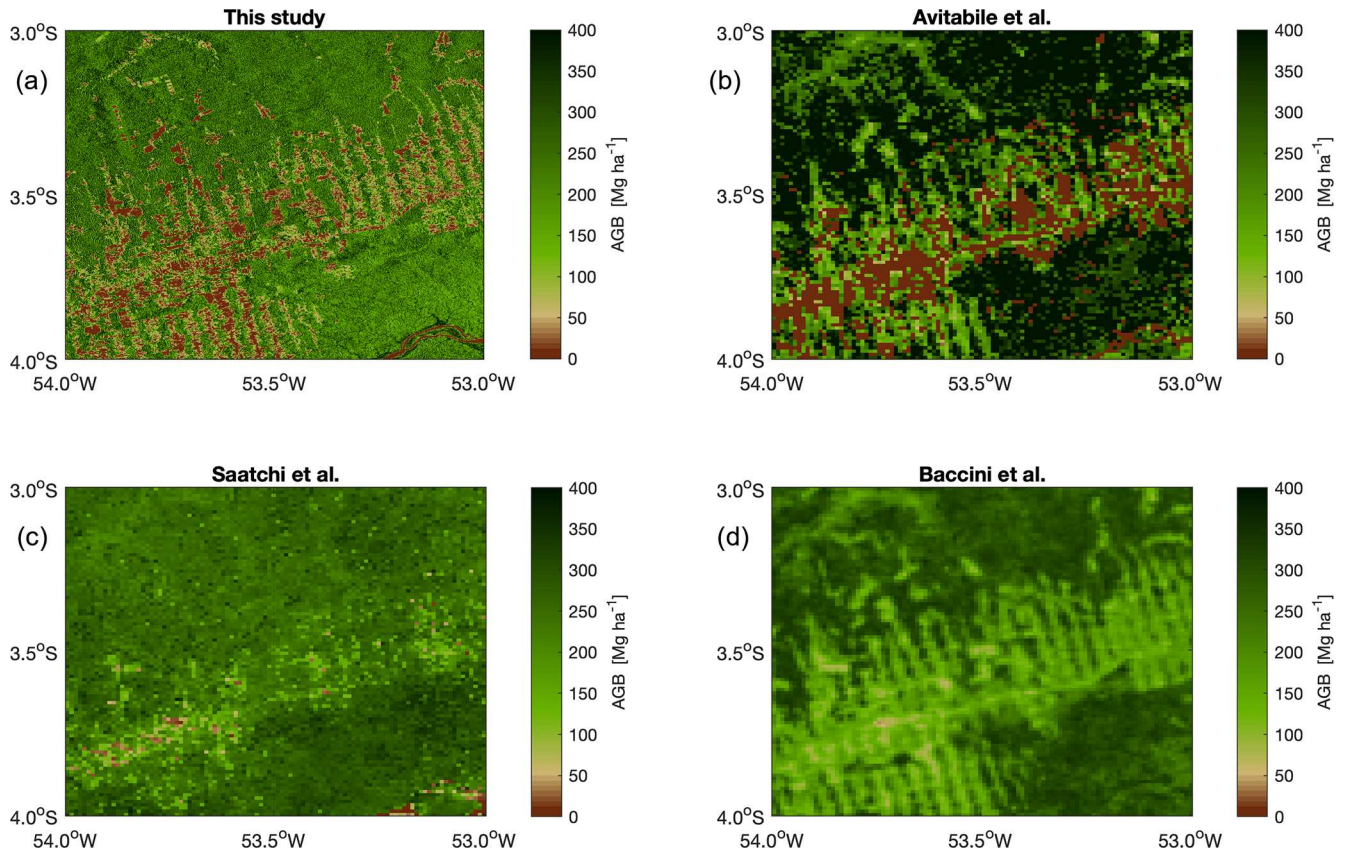 This study
(a)
3.0°S
3.5°S
4.0°S
54.0°W
53.5°W
53.0°W
400
350
300
250
200
150
100
50
0
AGB [Mg ha⁻¹]
Avitabile et al.
(b)
3.0°S
3.5°S
4.0°S
54.0°W
53.5°W
53.0°W
400
350
300
250
200
150
100
50
0
AGB [Mg ha⁻¹]
Saatchi et al.
(c)
3.0°S
3.5°S
4.0°S
54.0°W
53.5°W
53.0°W
400
350
300
250
200
150
100
50
0
AGB [Mg ha⁻¹]
Baccini et al.
(d)
3.0°S
3.5°S
4.0°S
54.0°W
53.5°W
53.0°W
400
350
300
250
200
150
100
50
0
AGB [Mg ha⁻¹]